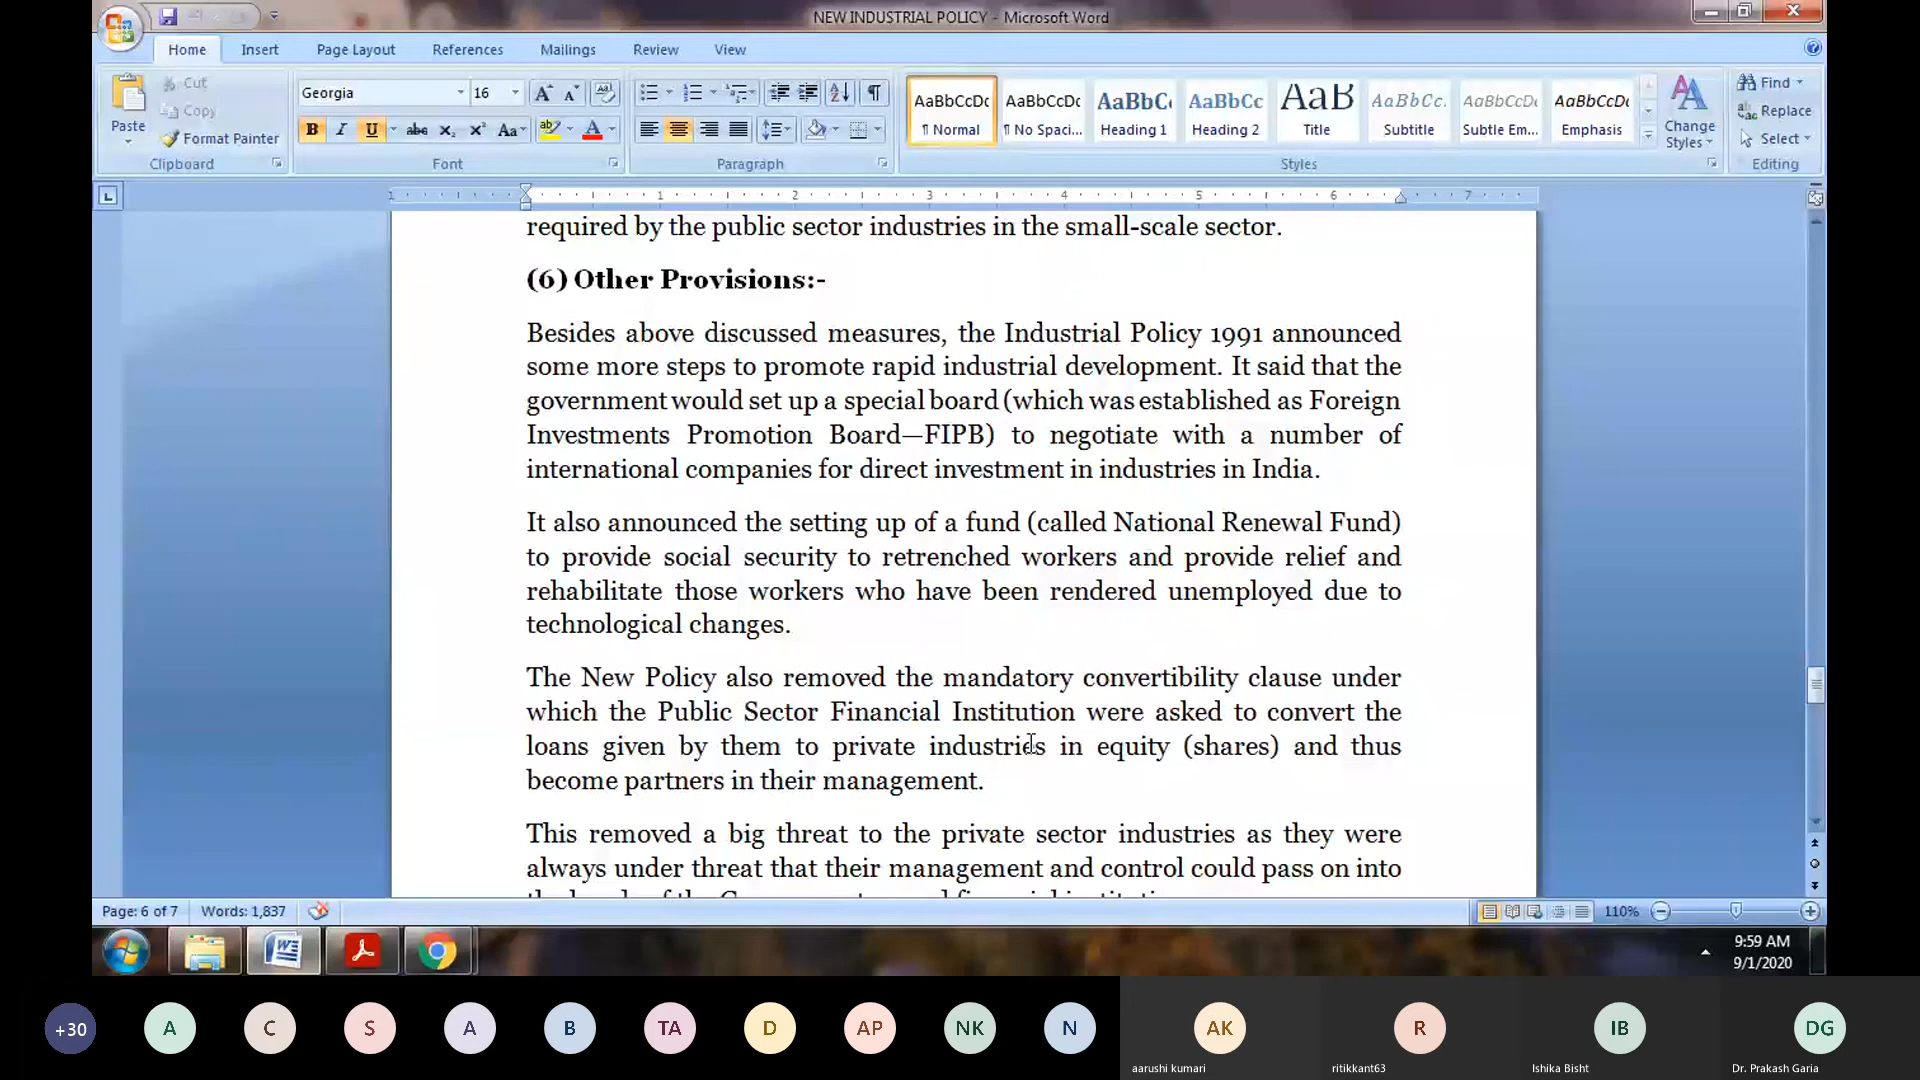 NEW INDUSTRIAL POLICY - Microsoft Word
Home Insert Page Layout References Mailings Review View
Paste
Cut
Copy
Format Painter
Clipboard
Georgia 16
Font
Paragraph
AaBbCcDc AaBbCcDc AaBbC AaBbCc AaB AaBbCc. AaBbCcDc AaBbCcDc
¶ Normal ¶ No Spaci... Heading 1 Heading 2 Title Subtitle Subtle Em... Emphasis
Change Styles
Styles
Find
Replace
Select
Editing
1 1 2 3 4 5 6 7
required by the public sector industries in the small-scale sector.
(6) Other Provisions:-
Besides above discussed measures, the Industrial Policy 1991 announced
some more steps to promote rapid industrial development. It said that the
government would set up a special board (which was established as Foreign
Investments Promotion Board—FIPB) to negotiate with a number of
international companies for direct investment in industries in India.
It also announced the setting up of a fund (called National Renewal Fund)
to provide social security to retrenched workers and provide relief and
rehabilitate those workers who have been rendered unemployed due to
technological changes.
The New Policy also removed the mandatory convertibility clause under
which the Public Sector Financial Institution were asked to convert the
loans given by them to private industries in equity (shares) and thus
become partners in their management.
This removed a big threat to the private sector industries as they were
always under threat that their management and control could pass on into
Page: 6 of 7 Words: 1,837 110%
9:59 AM
9/1/2020
+30 A C S A B TA D AP NK N AK R IB DG
aarushi kumari ritikkant63 Ishika Bisht Dr. Prakash Garia